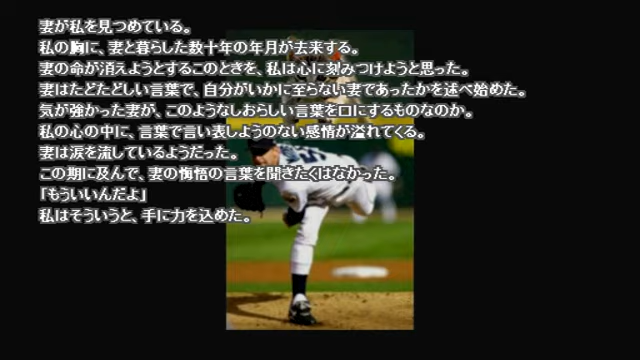 妻が私を見つめている。
私の胸に、妻と暮らした数十年の年月が去来する。
妻の命が消えようとするこのときを、私は心に刻みつけようと思った。
妻はたどたどしい言葉で、自分がいかに至らない妻であったかを述べ始めた。
気が強かった妻が、このようなしおらしい言葉を口にするものなのか。
私の心の中に、言葉で言い表しようのない感情が溢れてくる。
妻は涙を流しているようだった。
この期に及んで、妻の悔悟の言葉を聞きたくはなかった。
「もういいんだよ」
私はそういうと、手に力を込めた。